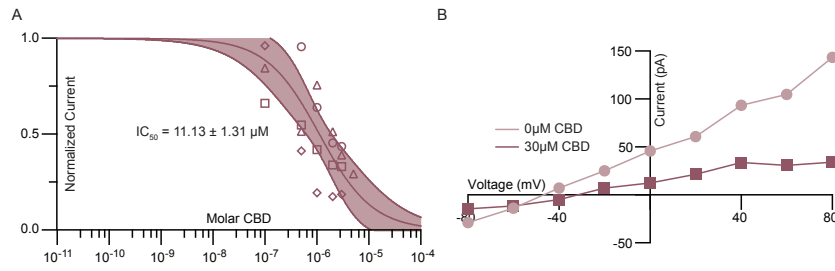 A
B
1.0
0.5
0.0
Normalized Current
IC50 = 11.13 ± 1.31 µM
Molar CBD
10-11 10-10 10-9 10-8 10-7 10-6 10-5 10-4
150
100
50
-50
Current (pA)
0µM CBD
30µM CBD
Voltage (mV)
-80 -40 0 40 80